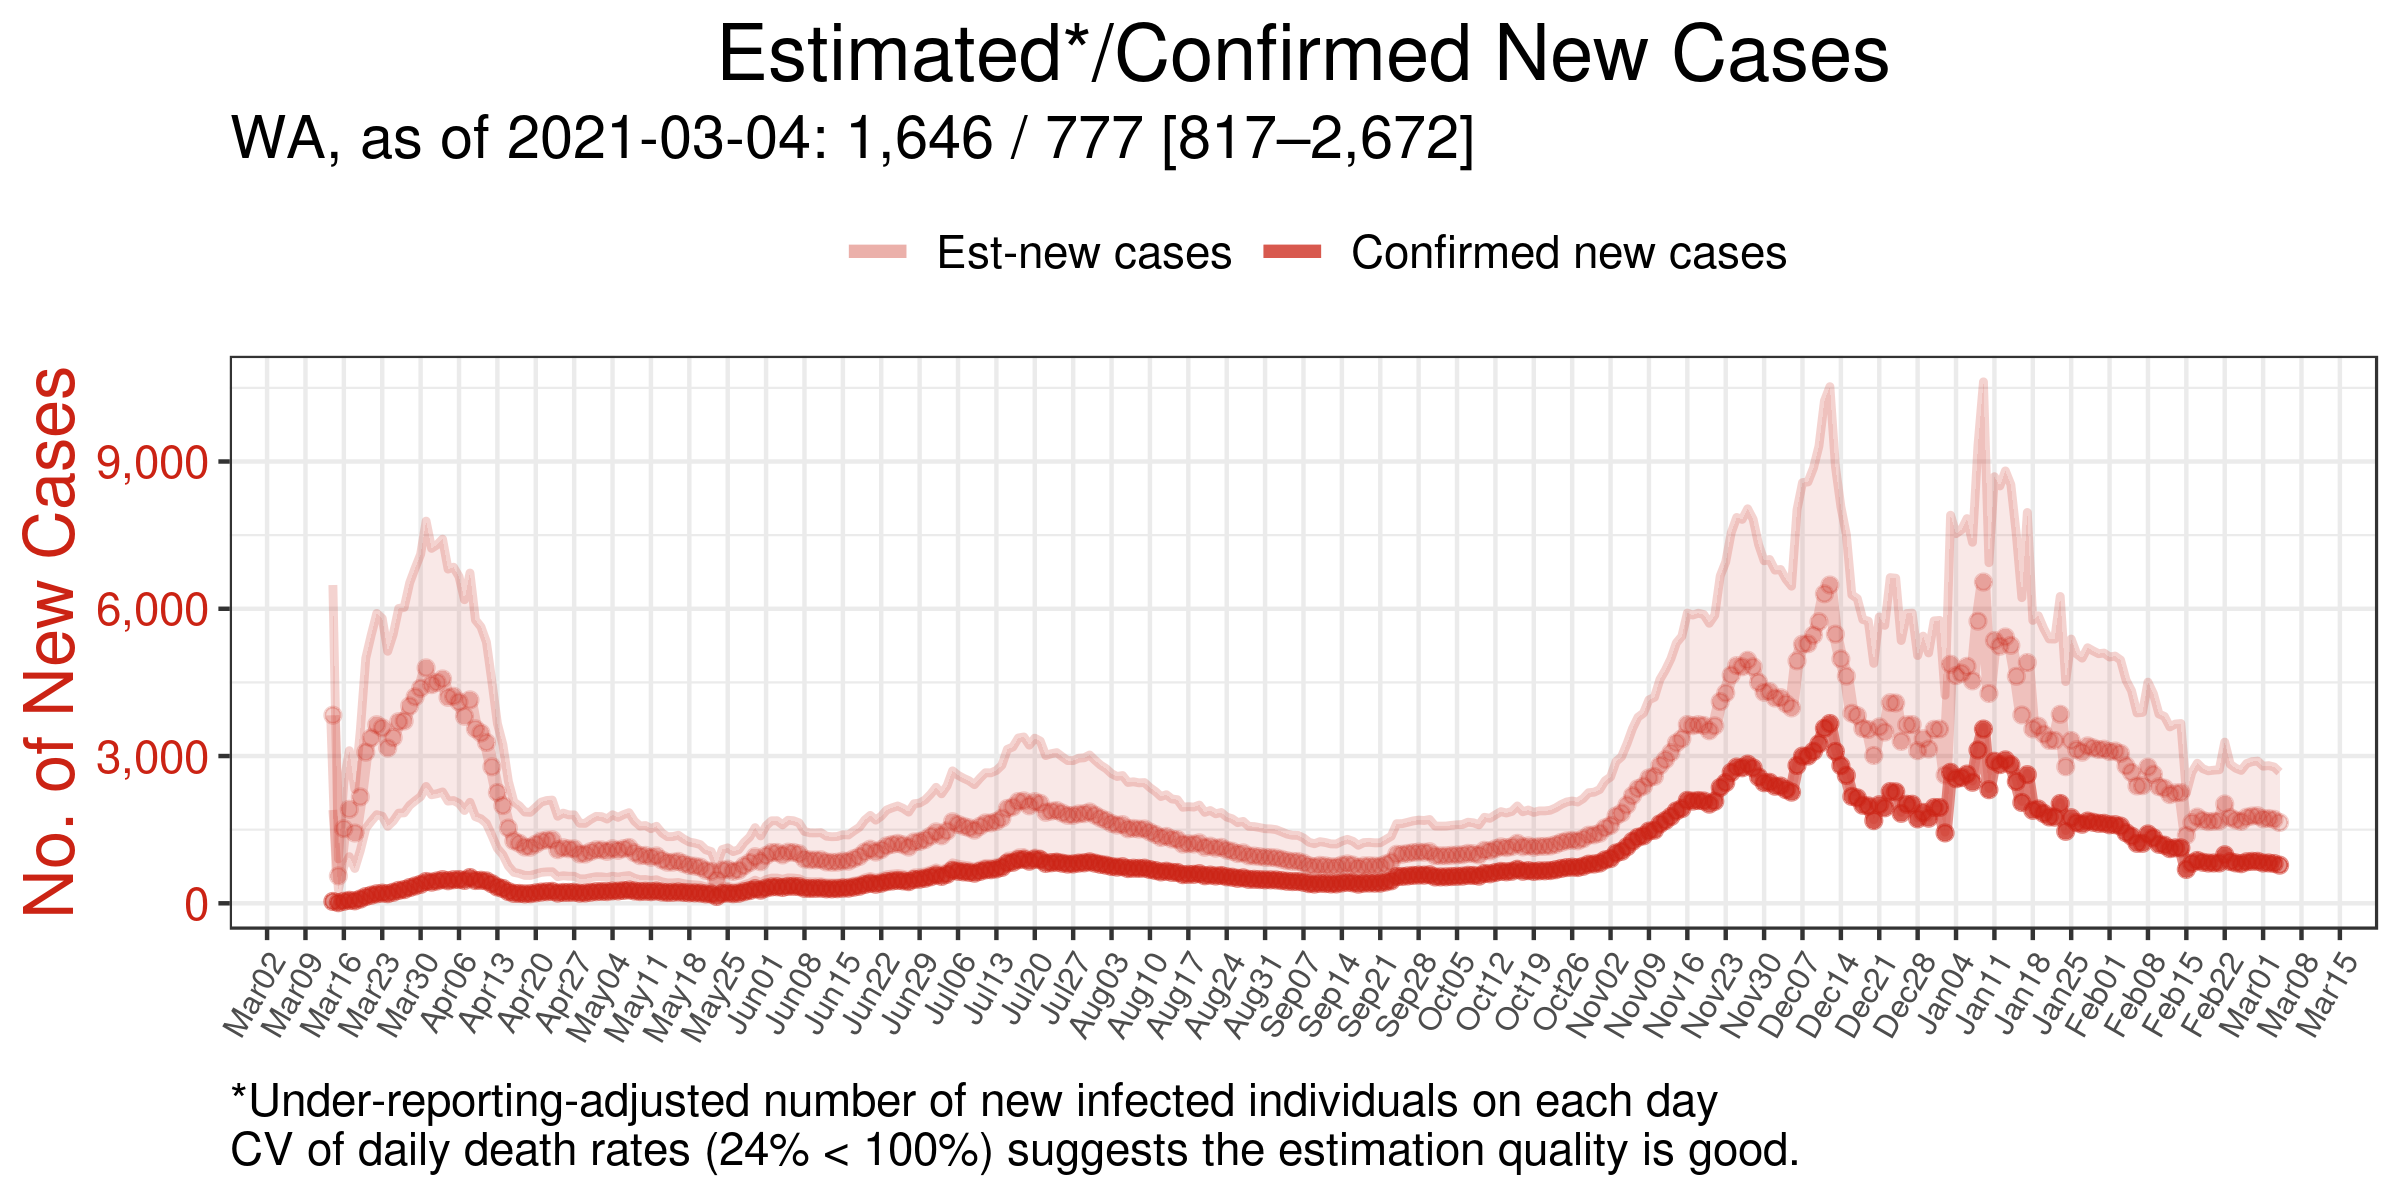 Estimated*/Confirmed New Cases
WA, as of 2021-03-04: 1,646 / 777 [817–2,672]
Est-new cases
Confirmed new cases
No. of New Cases
9,000
6,000
3,000
0
Mar02 Mar09 Mar16 Mar23 Mar30 Apr06 Apr13 Apr20 Apr27 May04 May11 May18 May25 Jun01 Jun08 Jun15 Jun22 Jun29 Jul06 Jul13 Jul20 Jul27 Aug03 Aug10 Aug17 Aug24 Aug31 Sep07 Sep14 Sep21 Sep28 Oct05 Oct12 Oct19 Oct26 Nov02 Nov09 Nov16 Nov23 Nov30 Dec07 Dec14 Dec21 Dec28 Jan04 Jan11 Jan18 Jan25 Feb01 Feb08 Feb15 Feb22 Mar01 Mar08 Mar15
*Under-reporting-adjusted number of new infected individuals on each day
CV of daily death rates (24% < 100%) suggests the estimation quality is good.